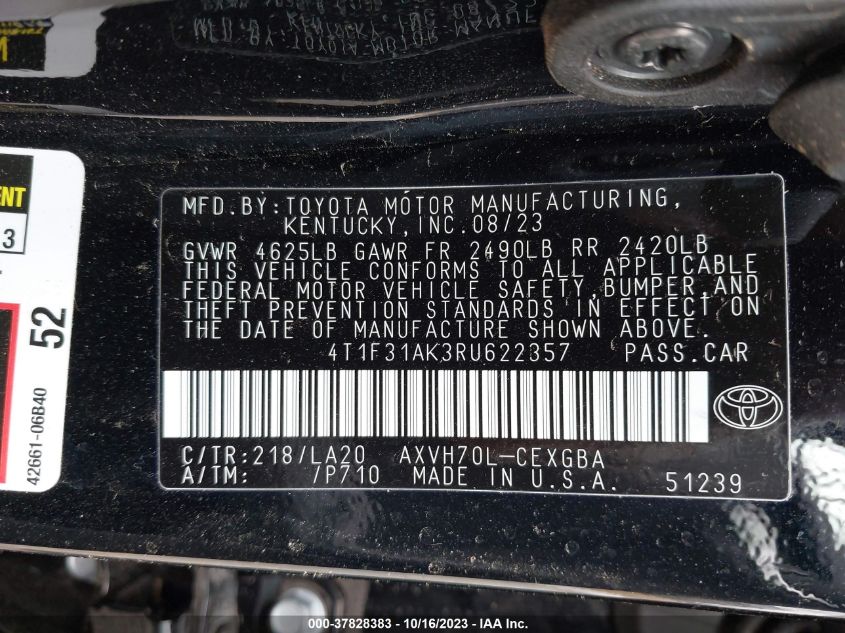 MFD.BY:TOYOTA MOTOR MANUFACTURING,
KENTUCKY,INC.08/23
GVWR 4625LB GAWR FR 2490LB RR 2420LB
THIS VEHICLE CONFORMS TO ALL APPLICABLE
FEDERAL MOTOR VEHICLE SAFETY,BUMPER,AND
THEFT PREVENTION STANDARDS IN EFFECT ON
THE DATE OF MANUFACTURE SHOWN ABOVE.
4T1F31AK3RU622357 PASS.CAR
C/TR:218/LA20 AXVH70L-CEXGBA
A/TM: /P710 MADE IN U.S.A. 51239
ENT
13
52
42661-06B40
000-37828383 - 10/16/2023 - IAA Inc.